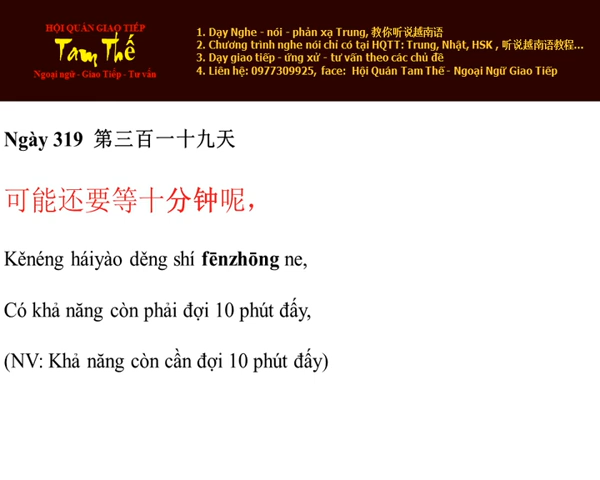 HỘI QUÁN GIAO TIẾP
Tam Thế
Ngoại ngữ - Giao Tiếp - Tư vấn
1. Dạy Nghe - nói - phản xạ Trung, 教你听说越南语
2. Chương trình nghe nói chỉ có tại HQTT: Trung, Nhật, HSK , 听说越南语教程...
3. Dạy giao tiếp - ứng xử - tư vấn theo các chủ đề
4. Liên hệ: 0977309925, face: Hội Quán Tam Thế - Ngoại Ngữ Giao Tiếp
Ngày 319 第三百一十九天
可能还要等十分钟呢，
Kěnéng háiyào děng shí fēnzhōng ne,
Có khả năng còn phải đợi 10 phút đấy,
(NV: Khả năng còn cần đợi 10 phút đấy)